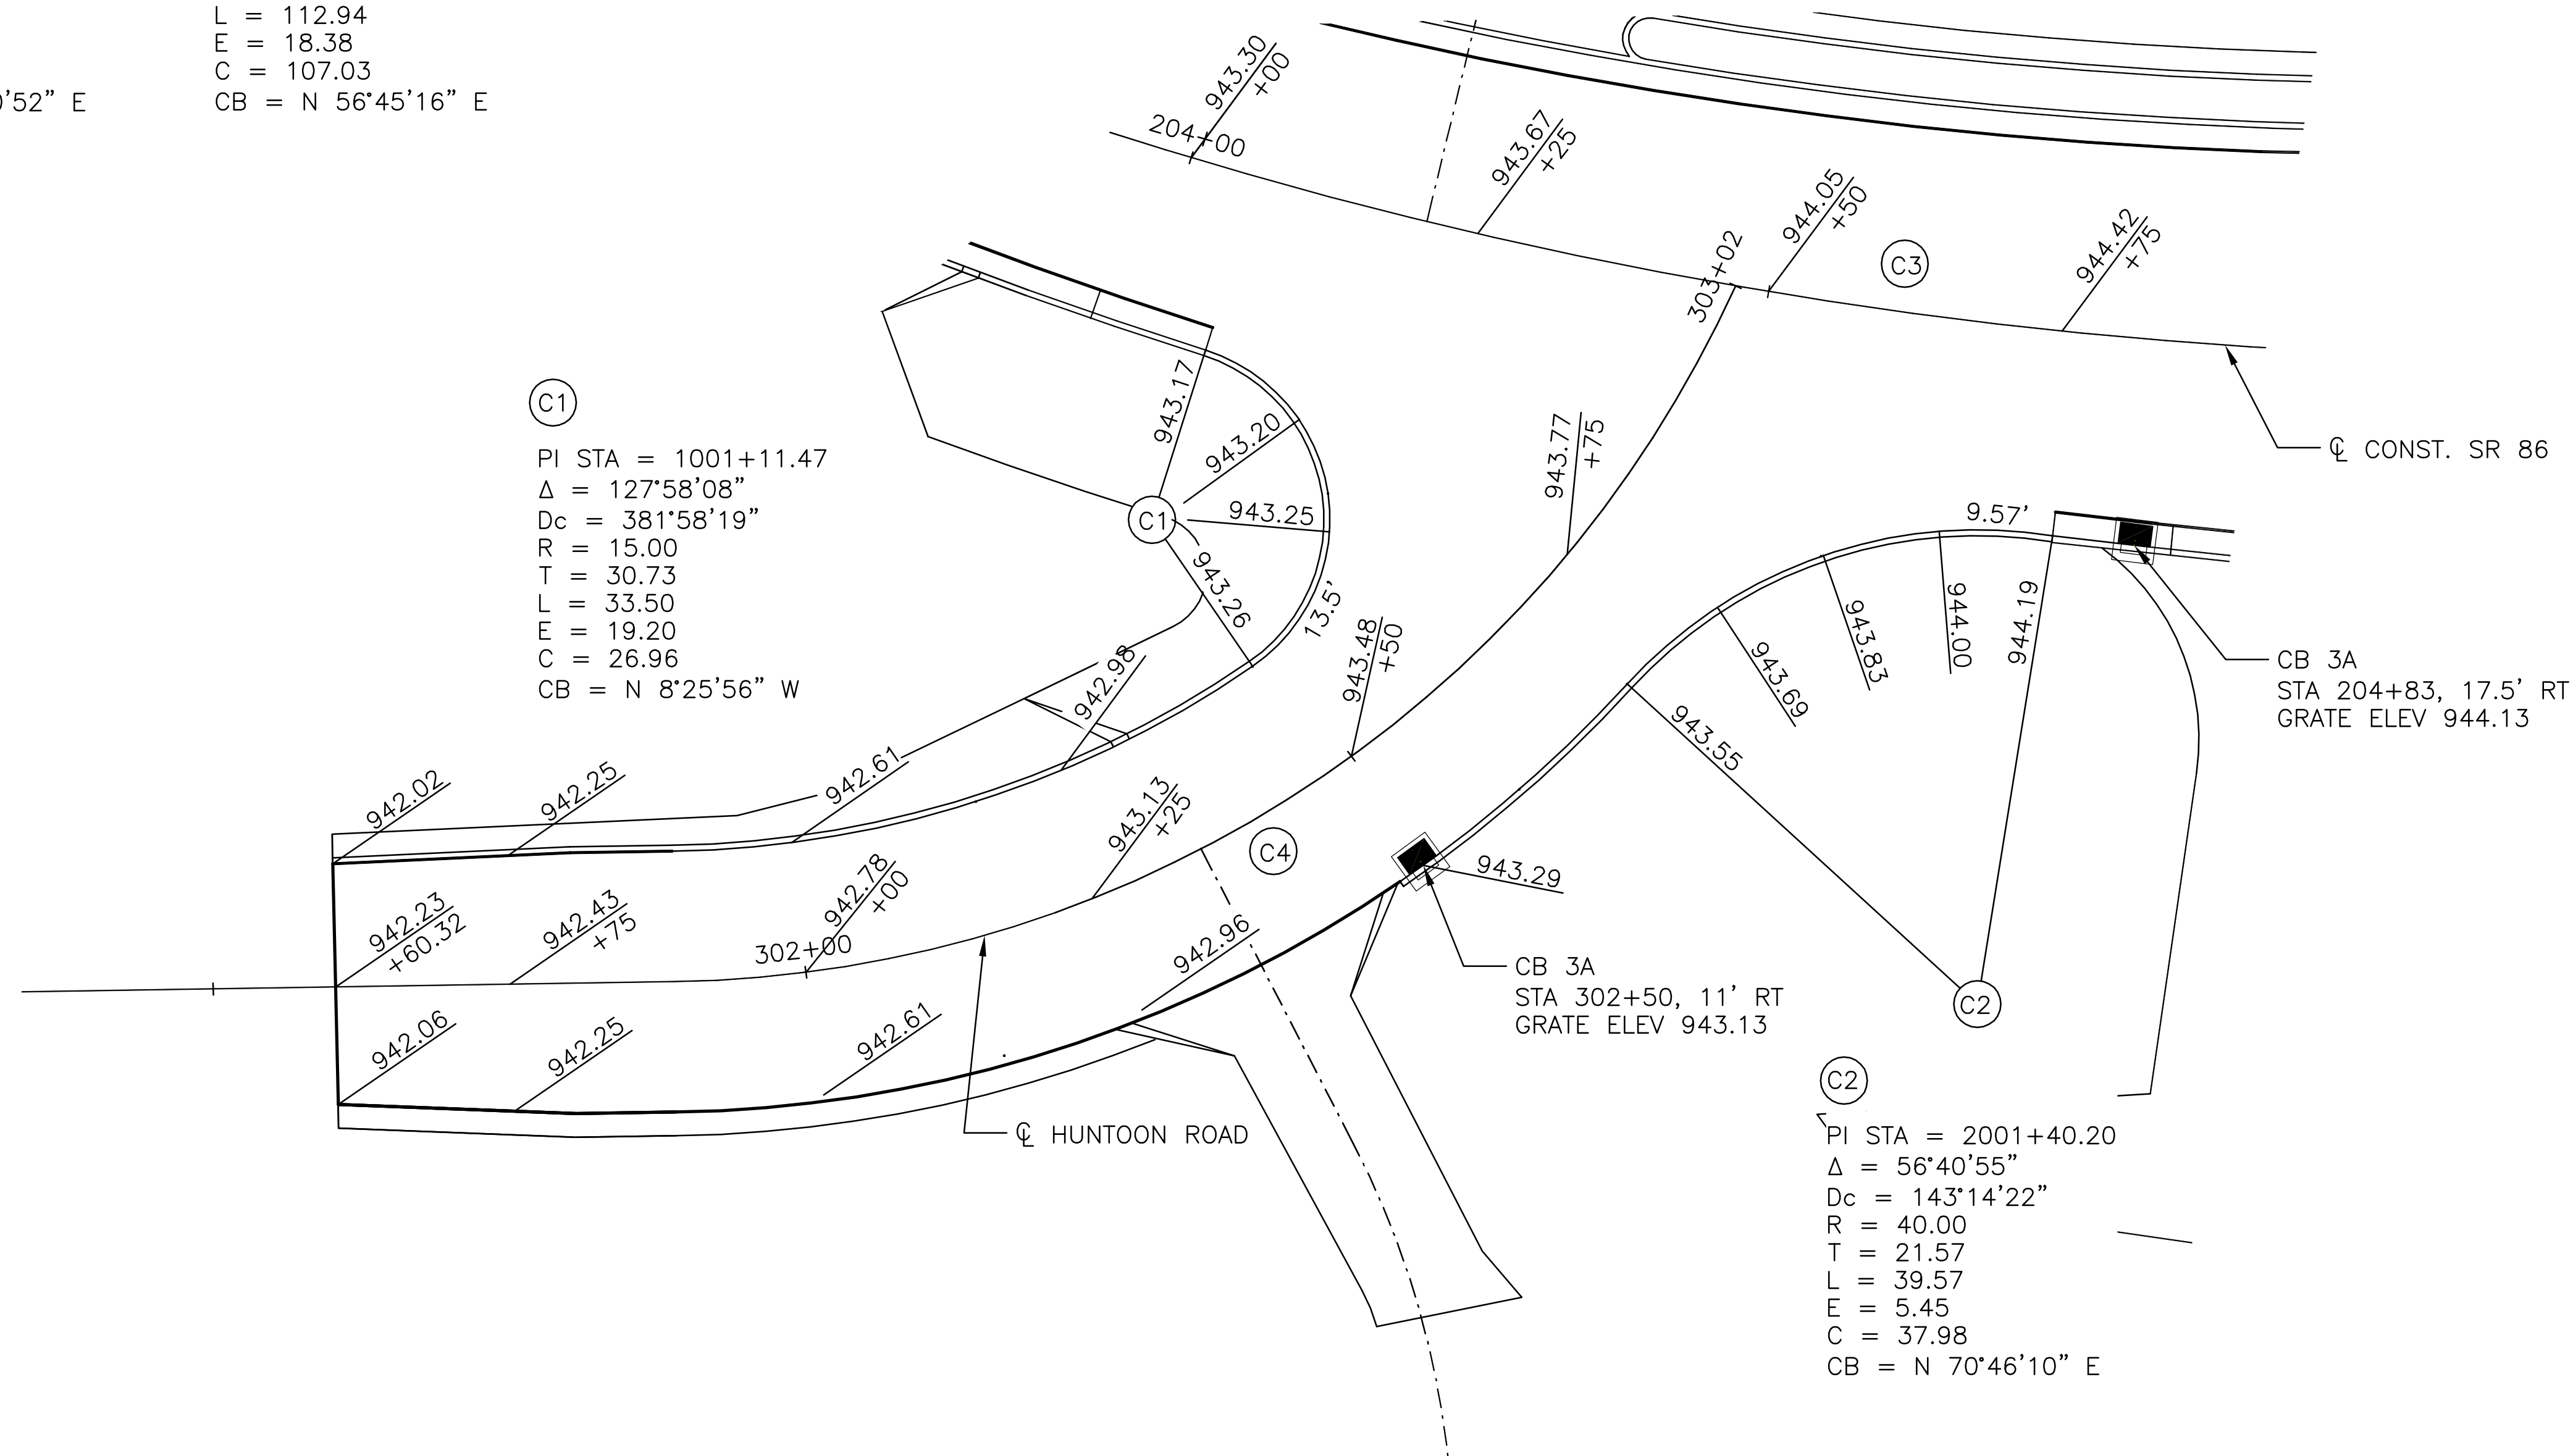 L = 112.94
E = 18.38
C = 107.03
'52" E
CB = N 56°45'16" E
943.30
+00
204+00
943.67
+25
944.05
+50
944.42
+75
303+02
C3
℄ CONST. SR 86
C1
PI STA = 1001+11.47
Δ = 127°58'08"
Dc = 381°58'19"
R = 15.00
T = 30.73
L = 33.50
E = 19.20
C = 26.96
CB = N 8°25'56" W
943.17
943.20
C1
943.25
943.26
13.5'
942.98
943.77
+75
943.48
+50
9.57'
943.55
943.69
943.83
944.00
944.19
CB 3A
STA 204+83, 17.5' RT
GRATE ELEV 944.13
942.02
942.25
942.61
943.13
+25
C4
942.23
+60.32
942.43
+75
942.78
+00
302+00
942.96
943.29
CB 3A
STA 302+50, 11' RT
GRATE ELEV 943.13
C2
942.06
942.25
942.61
℄ HUNTOON ROAD
C2
PI STA = 2001+40.20
Δ = 56°40'55"
Dc = 143°14'22"
R = 40.00
T = 21.57
L = 39.57
E = 5.45
C = 37.98
CB = N 70°46'10" E